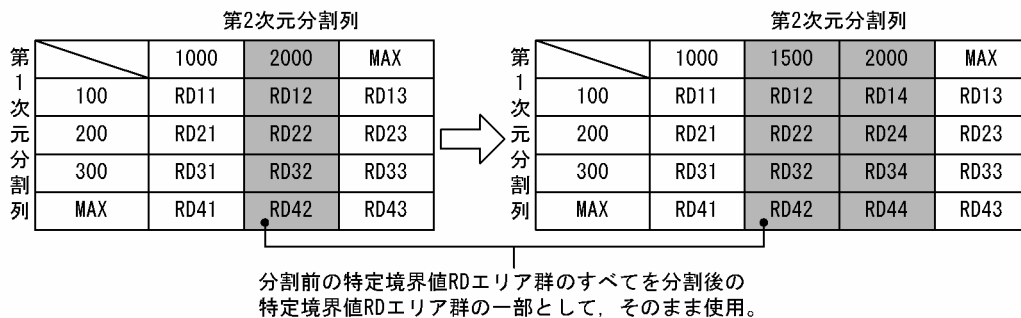 第2次元分割列 第2次元分割列
第1次元分割列
1000 2000 MAX
100 RD11 RD12 RD13
200 RD21 RD22 RD23
300 RD31 RD32 RD33
MAX RD41 RD42 RD43
第1次元分割列
1000 1500 2000 MAX
100 RD11 RD12 RD14 RD13
200 RD21 RD22 RD24 RD23
300 RD31 RD32 RD34 RD33
MAX RD41 RD42 RD44 RD43
分割前の特定境界値RDエリア群のすべてを分割後の
特定境界値RDエリア群の一部として，そのまま使用。